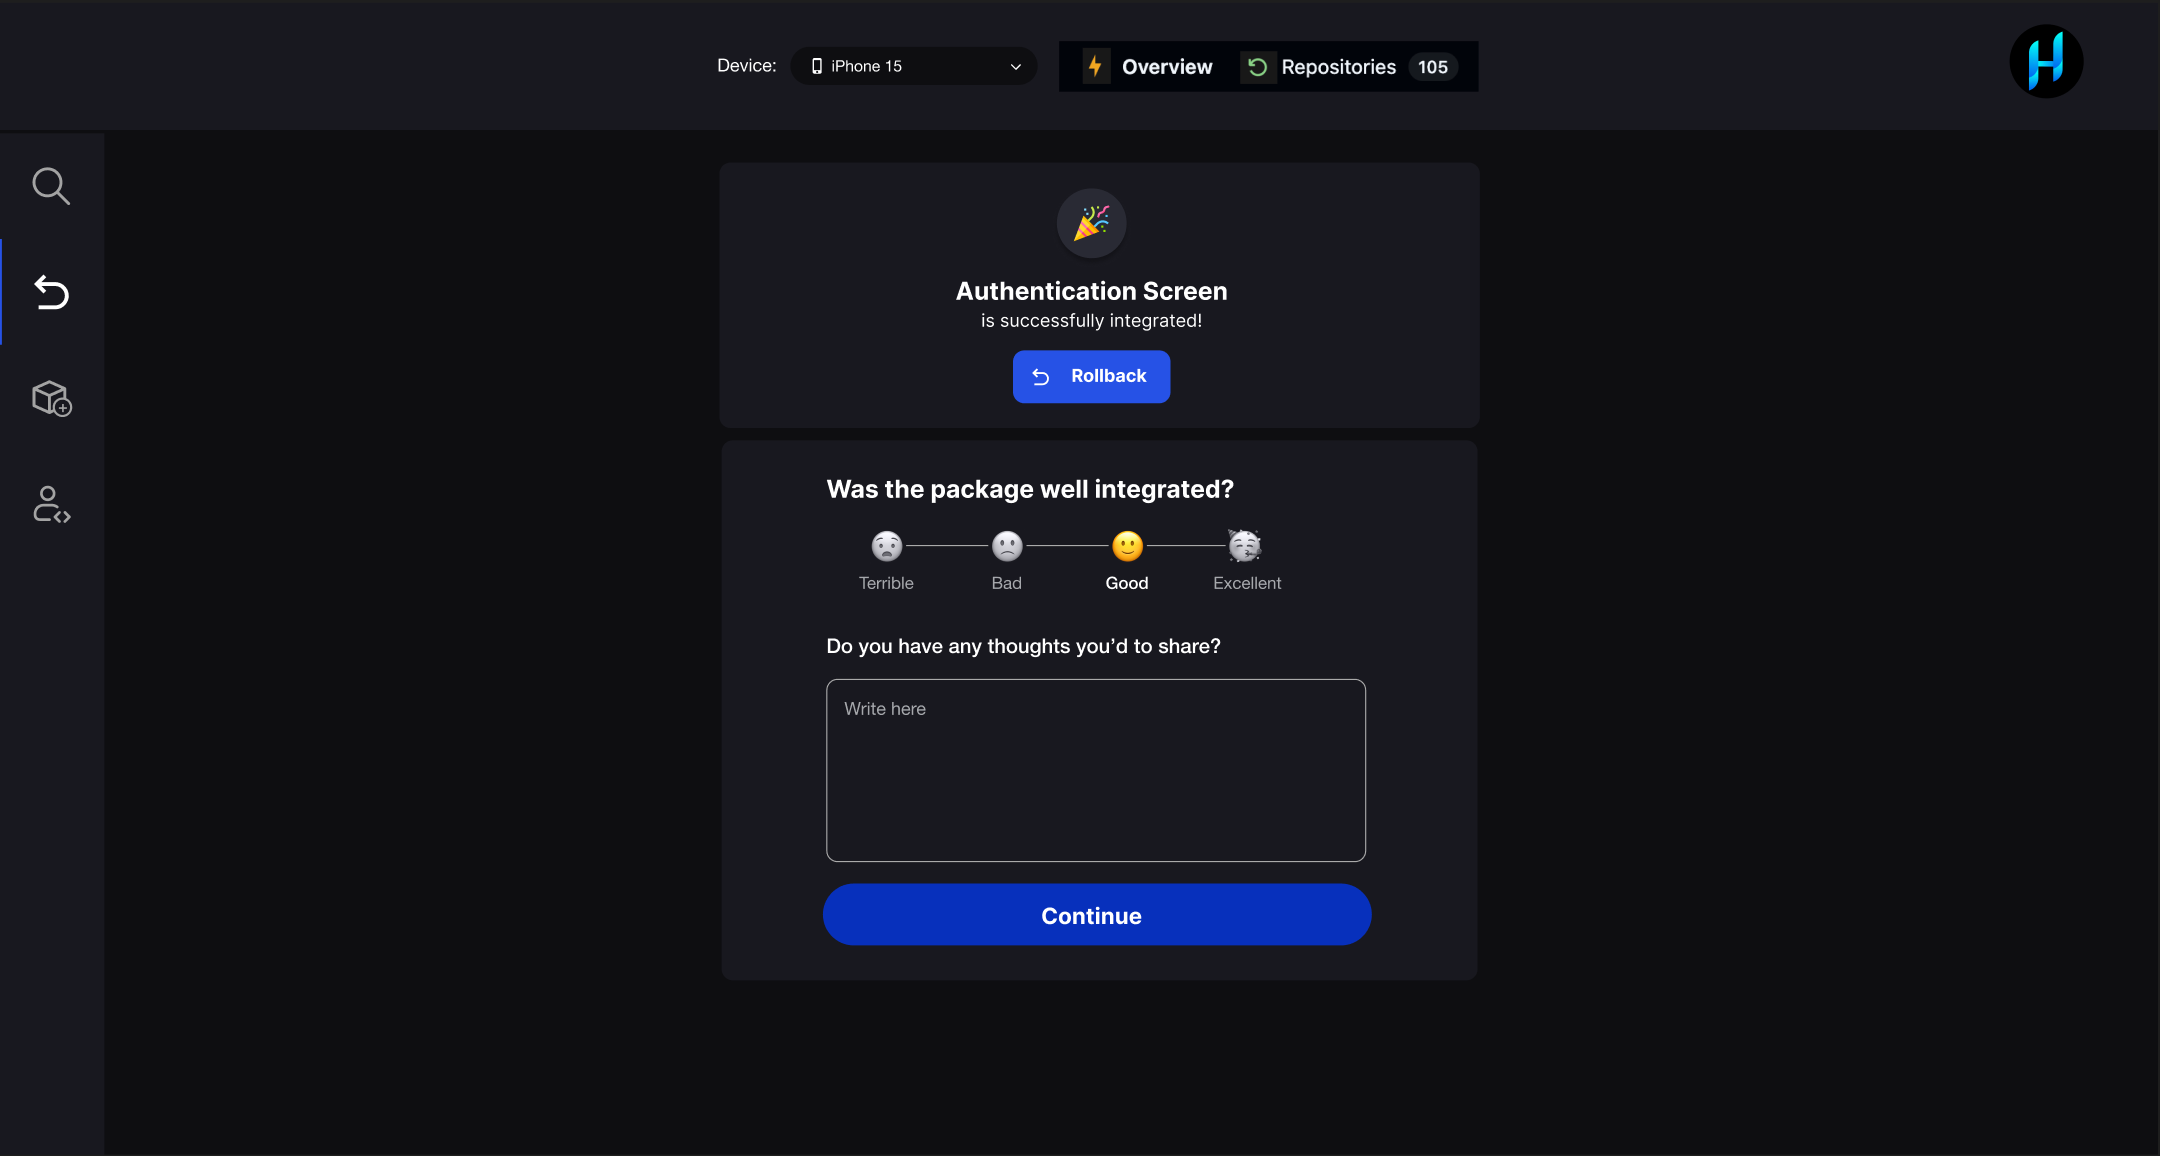 Device: iPhone 15 Overview Repositories 105
Authentication Screen
is successfully integrated!
Rollback
Was the package well integrated?
Terrible Bad Good Excellent
Do you have any thoughts you’d to share?
Write here
Continue